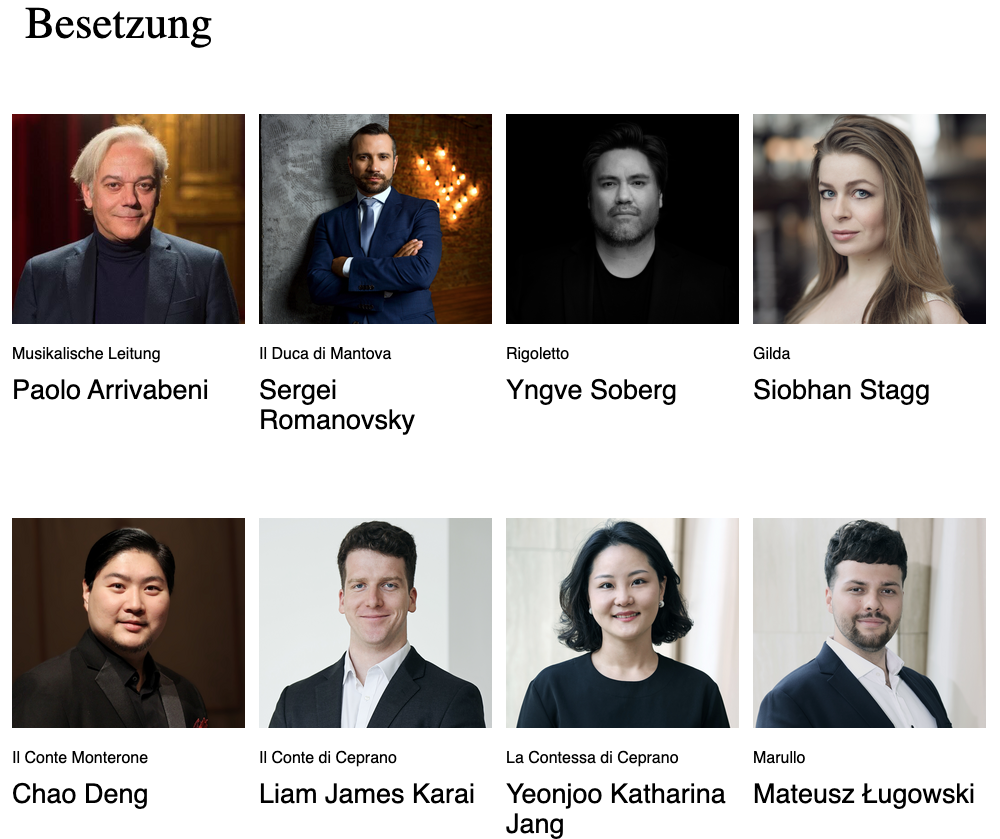 Besetzung
Musikalische Leitung
Paolo Arrivabeni
Il Duca di Mantova
Sergei
Romanovsky
Rigoletto
Yngve Soberg
Gilda
Siobhan Stagg
Il Conte Monterone
Chao Deng
Il Conte di Ceprano
Liam James Karai
La Contessa di Ceprano
Yeonjoo Katharina
Jang
Marullo
Mateusz Ługowski